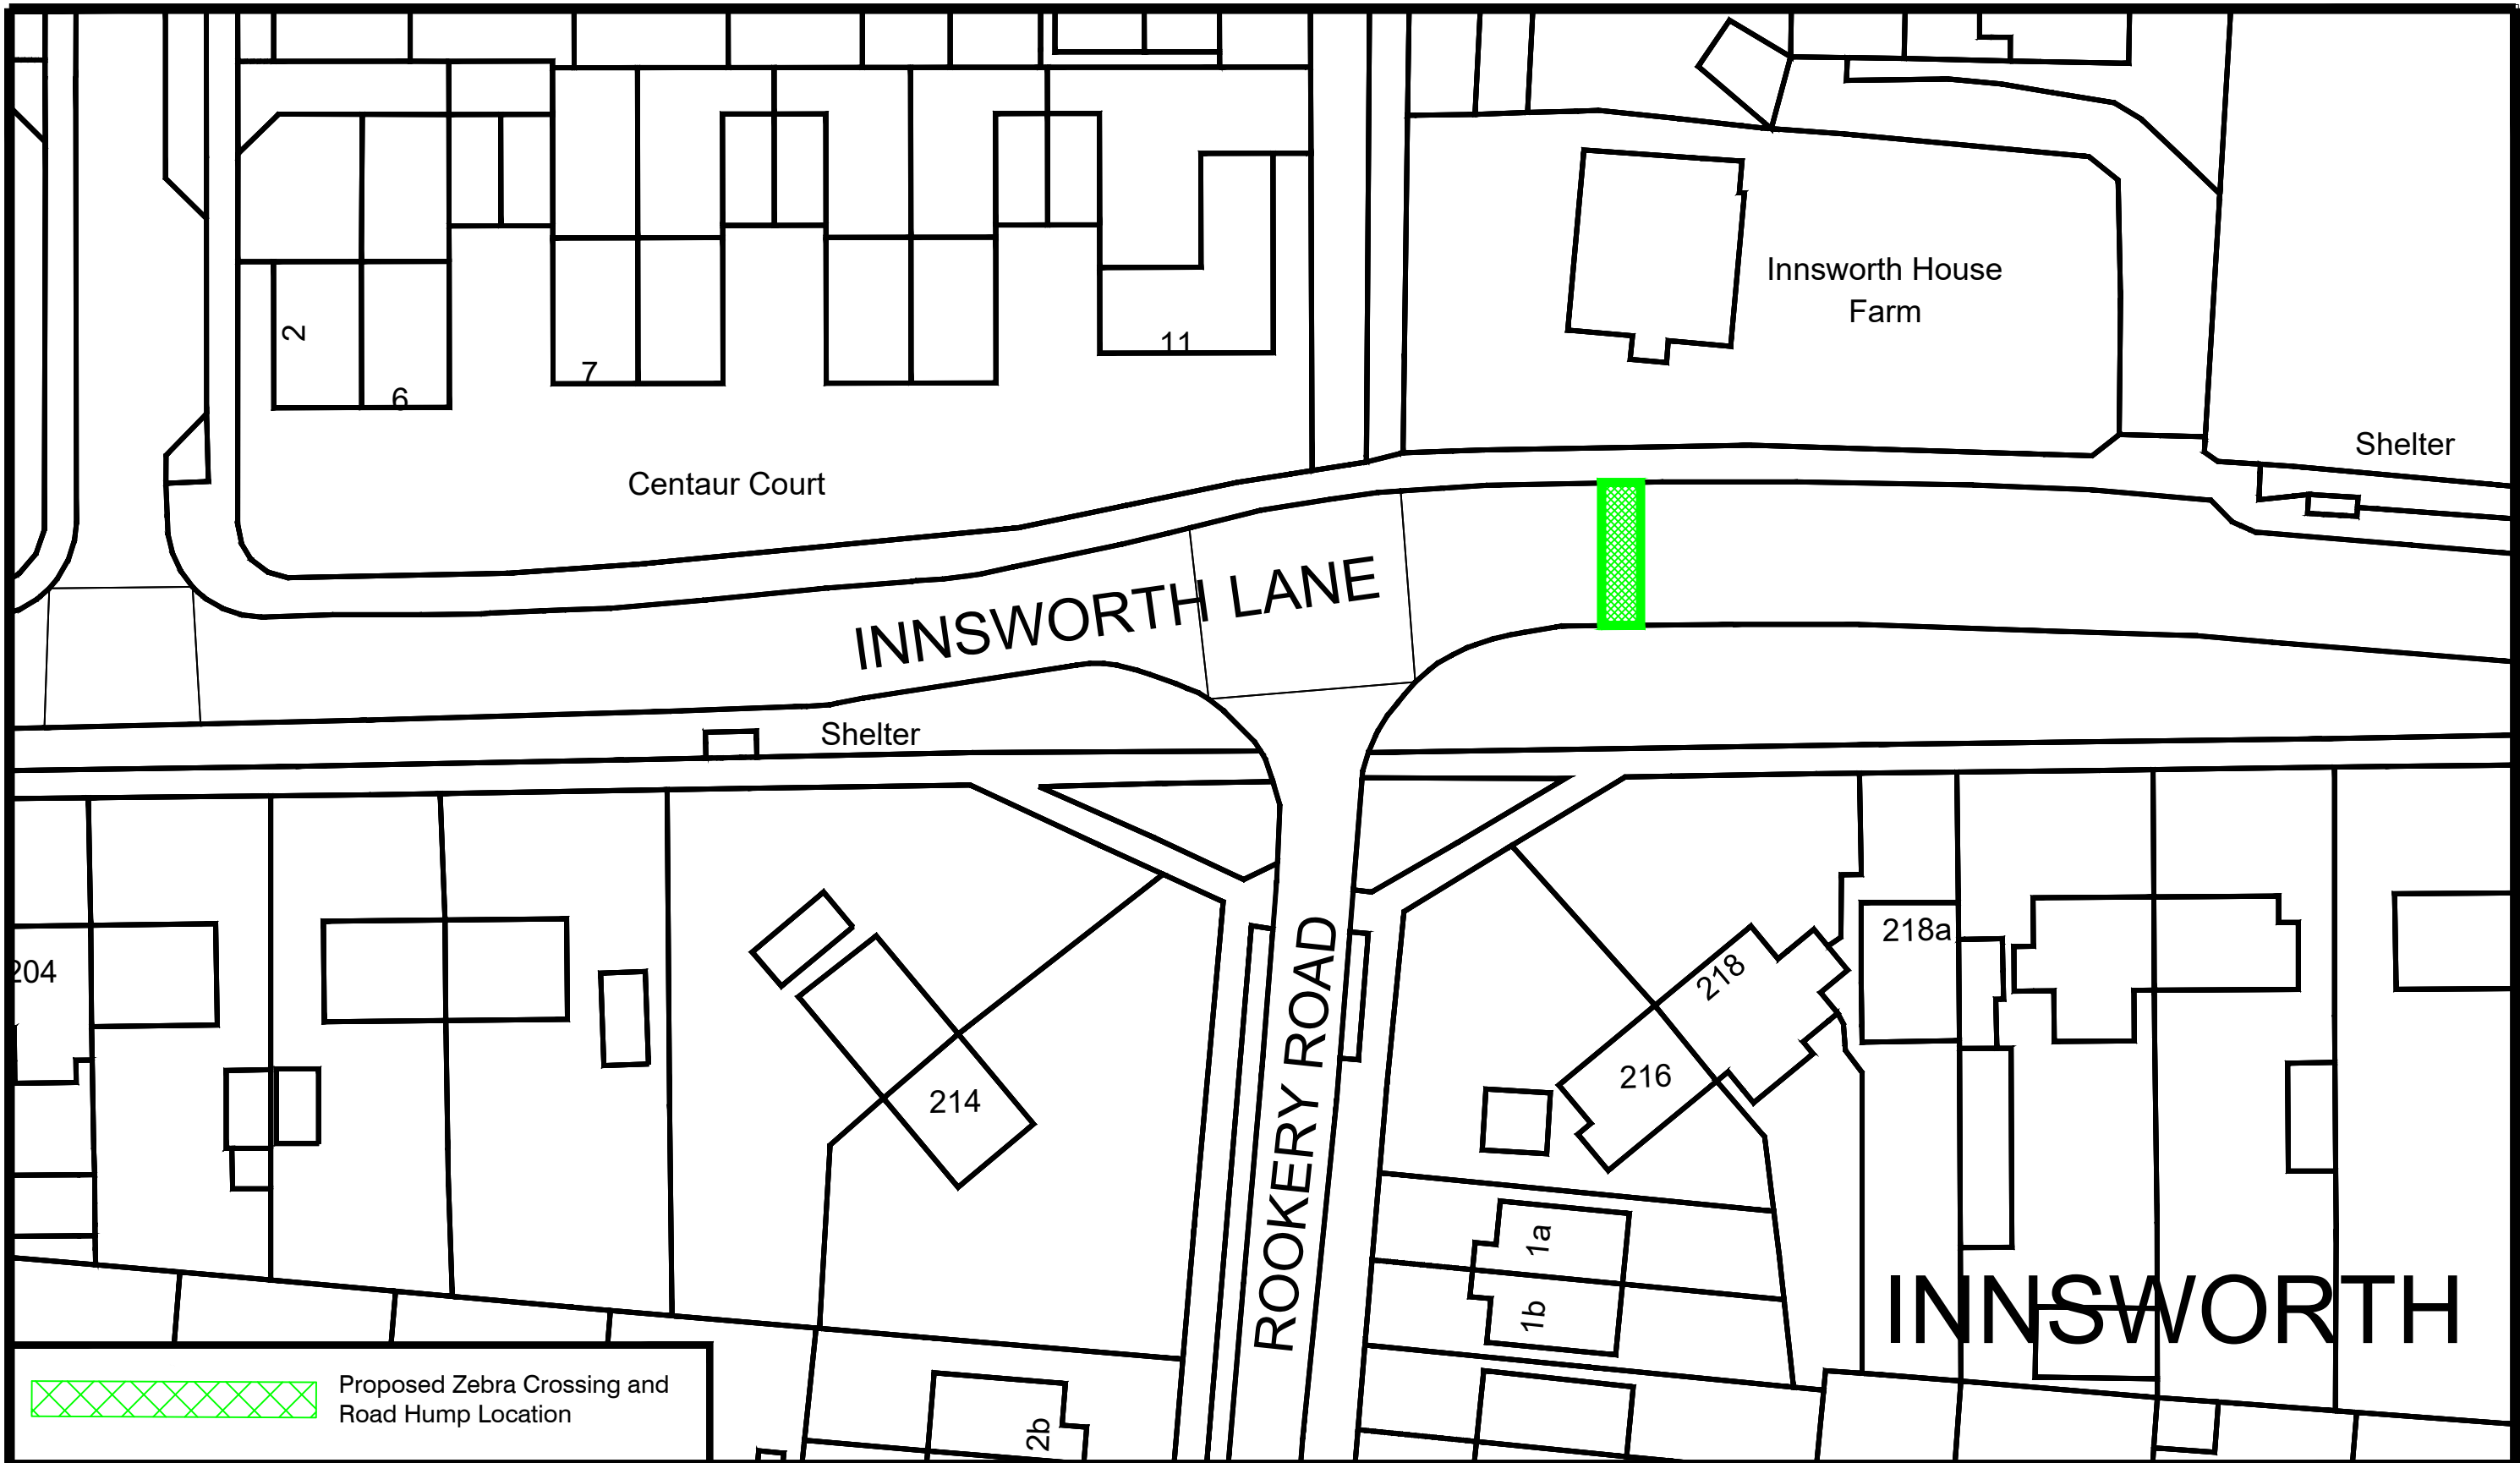 Innsworth House
Farm
2
11
7
6
Shelter
Centaur Court
INNSWORTH LANE
Shelter
218a
204
218
216
214
ROOKERY ROAD
1a
1b
INNSWORTH
Proposed Zebra Crossing and
Road Hump Location
2b